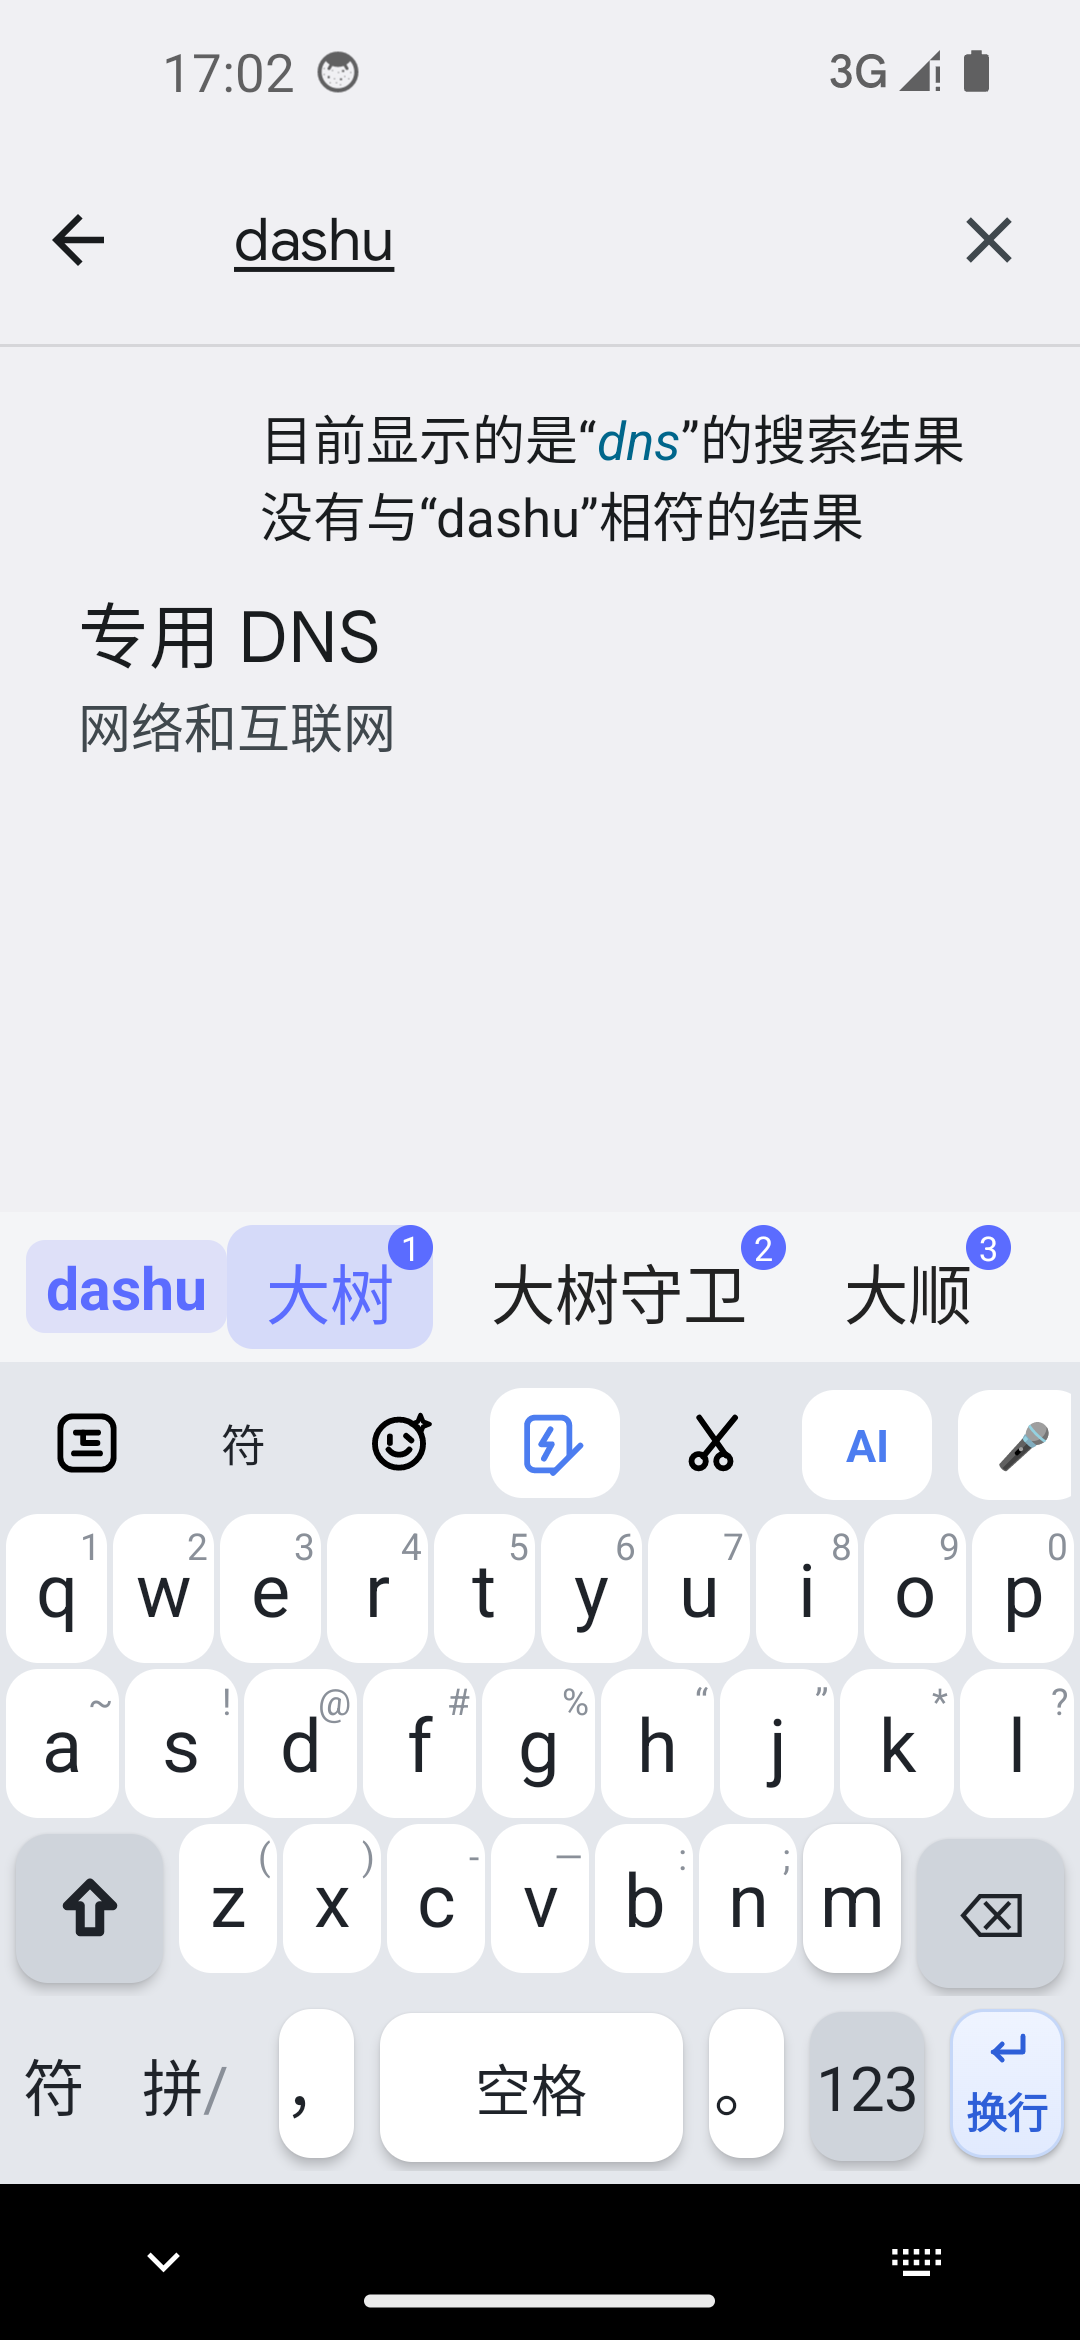 17:02 3G
dashu
目前显示的是“dns”的搜索结果
没有与“dashu”相符的结果
专用 DNS
网络和互联网
dashu 大树 1 大树守卫 2 大顺 3
符 AI
q 1 w 2 e 3 r 4 t 5 y 6 u 7 i 8 o 9 p 0
a ~ s ! d @ f # g % h “ j ” k * l ?
z ( x ) c - v — b : n ; m
符 拼/ ， 空格 。 123 换行